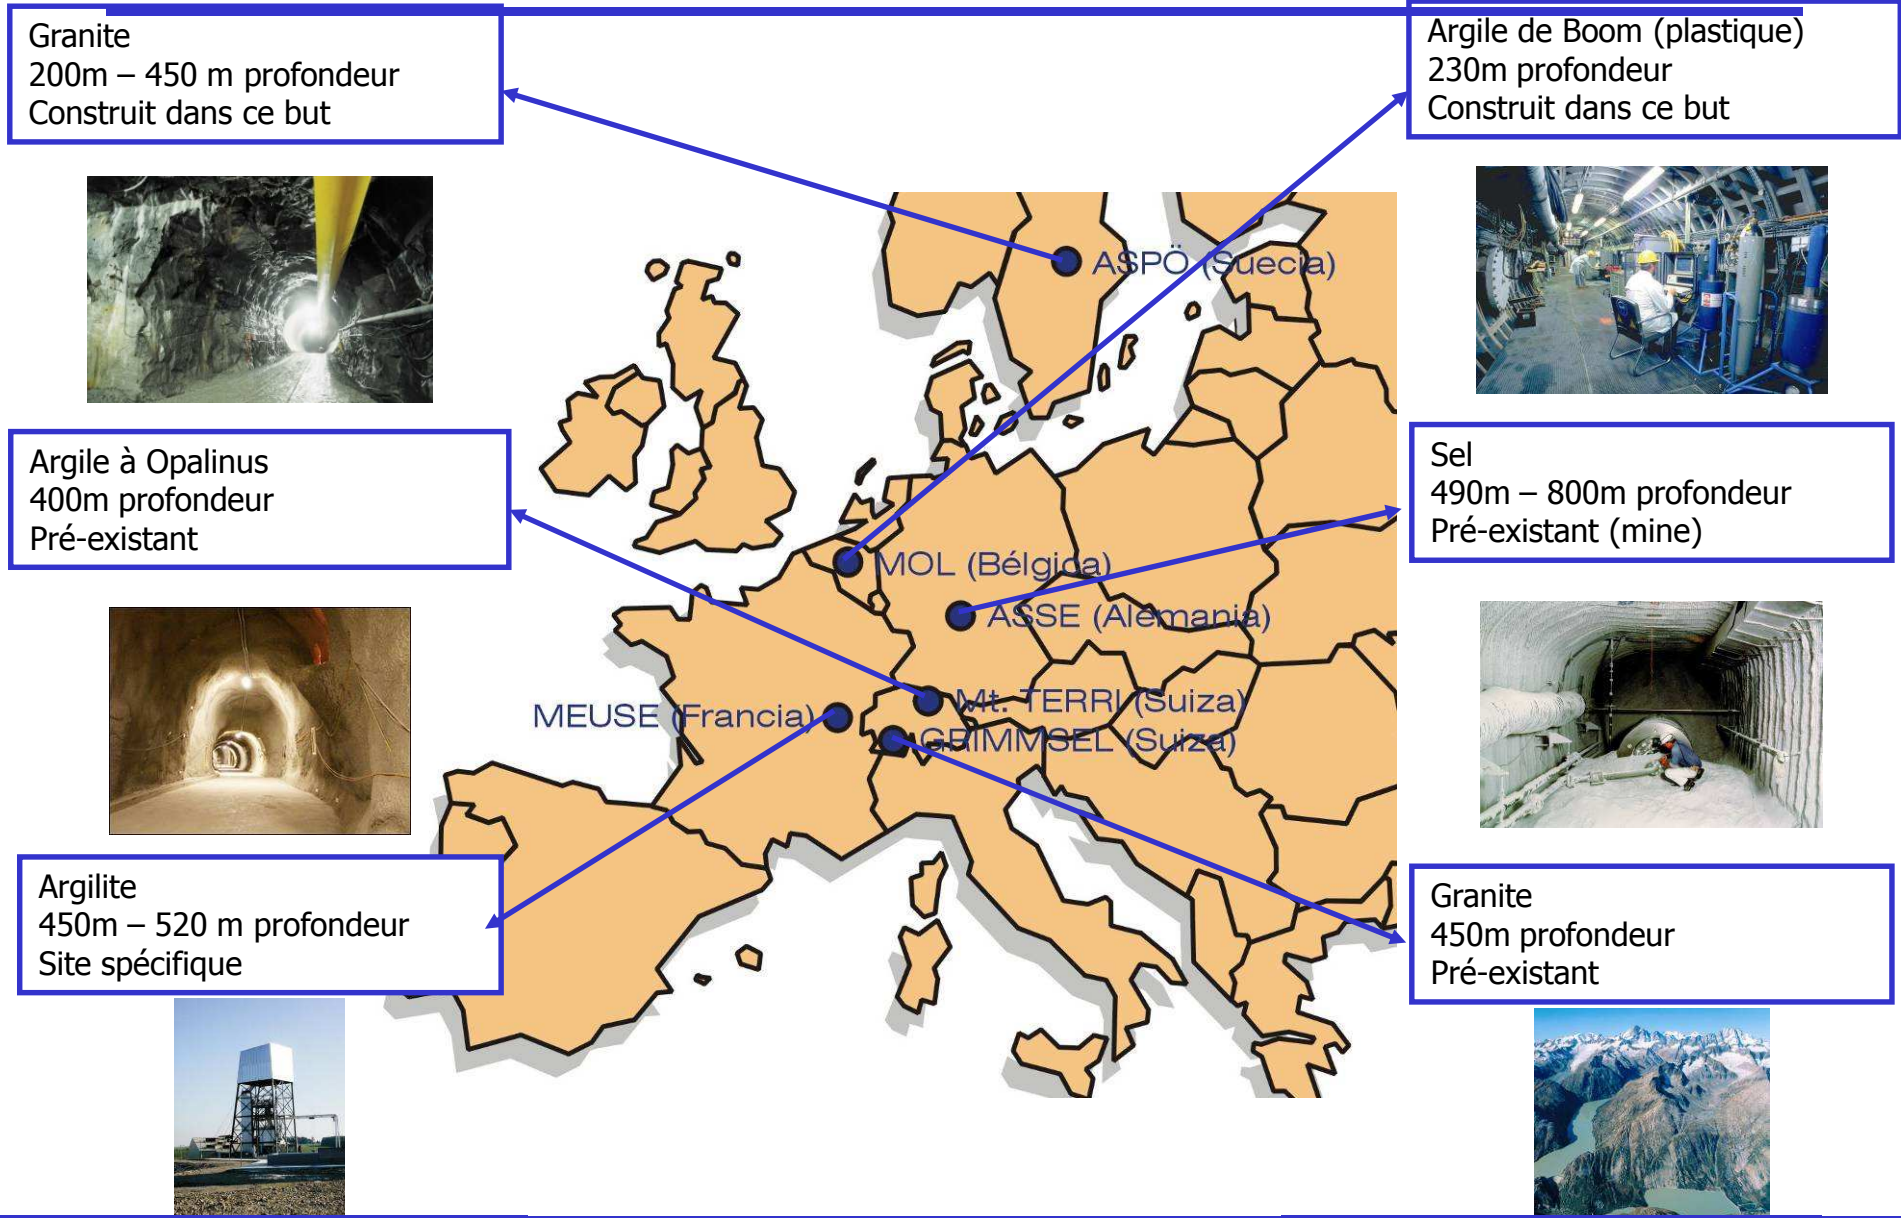 Granite
200m – 450 m profondeur
Construit dans ce but
Argile de Boom (plastique)
230m profondeur
Construit dans ce but
ASPÖ (Suecia)
Argile à Opalinus
400m profondeur
Pré-existant
Sel
490m – 800m profondeur
Pré-existant (mine)
MOL (Bélgica)
ASSE (Alemania)
Mt. TERRI (Suiza)
MEUSE (Francia)
GRIMMSEL (Suiza)
Argilite
450m – 520 m profondeur
Site spécifique
Granite
450m profondeur
Pré-existant